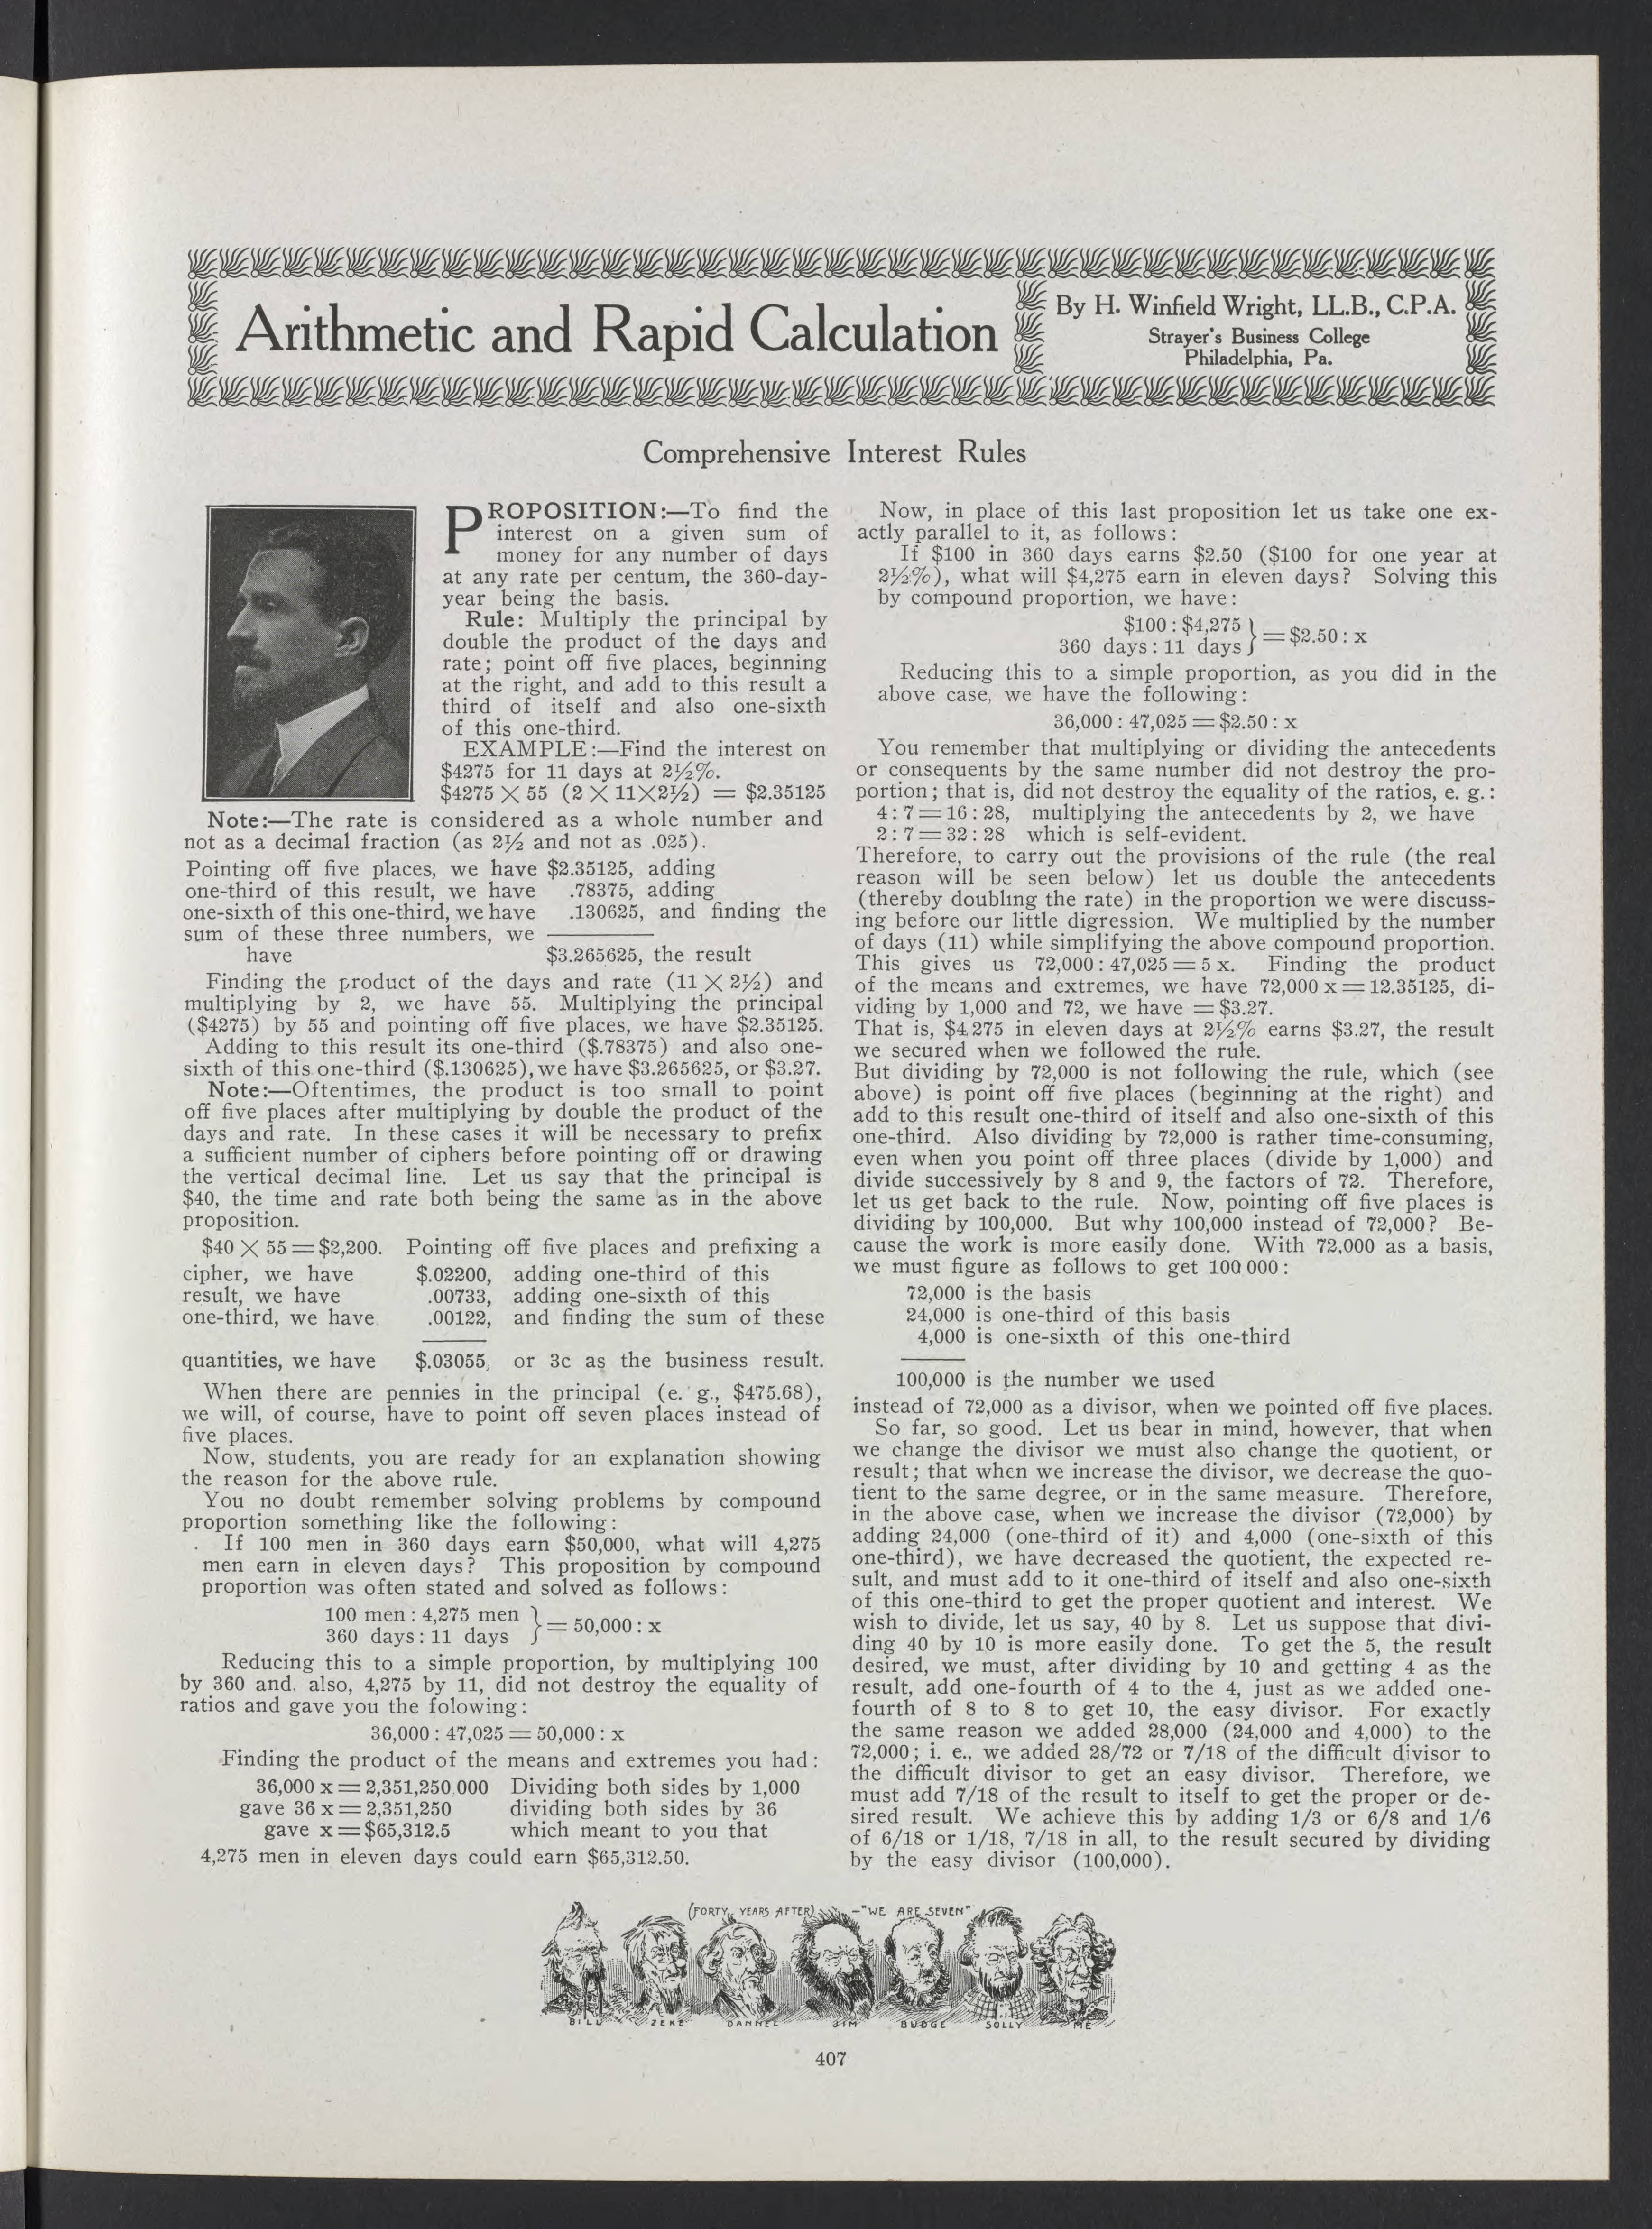 Arithmetic and Rapid Calculation
By H. Winfield Wright, LL.B., C.P.A.
Strayer's Business College
Philadelphia, Pa.
Comprehensive Interest Rules
PROPOSITION:—To find the
interest on a given sum of
money for any number of days
at any rate per centum, the 360-day-
year being the basis.
Rule: Multiply the principal by
double the product of the days and
rate; point off five places, beginning
at the right, and add to this result a
third of itself and also one-sixth
of this one-third.
EXAMPLE:—Find the interest on
$4275 for 11 days at 2½%.
$4275 × 55 (2 × 11×2½) = $2.35125
Note:—The rate is considered as a whole number and
not as a decimal fraction (as 2½ and not as .025).
Pointing off five places, we have $2.35125, adding
one-third of this result, we have .78375, adding
one-sixth of this one-third, we have .130625, and finding the
sum of these three numbers, we
have $3.265625, the result
Finding the product of the days and rate (11 × 2½) and
multiplying by 2, we have 55. Multiplying the principal
($4275) by 55 and pointing off five places, we have $2.35125.
Adding to this result its one-third ($.78375) and also one-
sixth of this one-third ($.130625), we have $3.265625, or $3.27.
Note:—Oftentimes, the product is too small to point
off five places after multiplying by double the product of the
days and rate. In these cases it will be necessary to prefix
a sufficient number of ciphers before pointing off or drawing
the vertical decimal line. Let us say that the principal is
$40, the time and rate both being the same as in the above
proposition.
$40 × 55 = $2,200. Pointing off five places and prefixing a
cipher, we have $.02200, adding one-third of this
result, we have .00733, adding one-sixth of this
one-third, we have .00122, and finding the sum of these
quantities, we have $.03055, or 3c as the business result.
When there are pennies in the principal (e. g., $475.68),
we will, of course, have to point off seven places instead of
five places.
Now, students, you are ready for an explanation showing
the reason for the above rule.
You no doubt remember solving problems by compound
proportion something like the following:
If 100 men in 360 days earn $50,000, what will 4,275
men earn in eleven days? This proposition by compound
proportion was often stated and solved as follows:
100 men : 4,275 men
360 days : 11 days } = 50,000 : x
Reducing this to a simple proportion, by multiplying 100
by 360 and, also, 4,275 by 11, did not destroy the equality of
ratios and gave you the folowing:
36,000 : 47,025 = 50,000 : x
Finding the product of the means and extremes you had:
36,000 x = 2,351,250,000 Dividing both sides by 1,000
gave 36 x = 2,351,250 dividing both sides by 36
gave x = $65,312.5 which meant to you that
4,275 men in eleven days could earn $65,312.50.
Now, in place of this last proposition let us take one ex-
actly parallel to it, as follows:
If $100 in 360 days earns $2.50 ($100 for one year at
2½%), what will $4,275 earn in eleven days? Solving this
by compound proportion, we have:
$100 : $4,275
360 days : 11 days } = $2.50 : x
Reducing this to a simple proportion, as you did in the
above case, we have the following:
36,000 : 47,025 = $2.50 : x
You remember that multiplying or dividing the antecedents
or consequents by the same number did not destroy the pro-
portion; that is, did not destroy the equality of the ratios, e. g.:
4 : 7 = 16 : 28, multiplying the antecedents by 2, we have
2 : 7 = 32 : 28 which is self-evident.
Therefore, to carry out the provisions of the rule (the real
reason will be seen below) let us double the antecedents
(thereby doubling the rate) in the proportion we were discuss-
ing before our little digression. We multiplied by the number
of days (11) while simplifying the above compound proportion.
This gives us 72,000 : 47,025 = 5 x. Finding the product
of the means and extremes, we have 72,000 x = 12.35125, di-
viding by 1,000 and 72, we have = $3.27.
That is, $4275 in eleven days at 2½% earns $3.27, the result
we secured when we followed the rule.
But dividing by 72,000 is not following the rule, which (see
above) is point off five places (beginning at the right) and
add to this result one-third of itself and also one-sixth of this
one-third. Also dividing by 72,000 is rather time-consuming,
even when you point off three places (divide by 1,000) and
divide successively by 8 and 9, the factors of 72. Therefore,
let us get back to the rule. Now, pointing off five places is
dividing by 100,000. But why 100,000 instead of 72,000? Be-
cause the work is more easily done. With 72,000 as a basis,
we must figure as follows to get 100 000:
72,000 is the basis
24,000 is one-third of this basis
4,000 is one-sixth of this one-third
100,000 is the number we used
instead of 72,000 as a divisor, when we pointed off five places.
So far, so good. Let us bear in mind, however, that when
we change the divisor we must also change the quotient, or
result; that when we increase the divisor, we decrease the quo-
tient to the same degree, or in the same measure. Therefore,
in the above case, when we increase the divisor (72,000) by
adding 24,000 (one-third of it) and 4,000 (one-sixth of this
one-third), we have decreased the quotient, the expected re-
sult, and must add to it one-third of itself and also one-sixth
of this one-third to get the proper quotient and interest. We
wish to divide, let us say, 40 by 8. Let us suppose that divi-
ding 40 by 10 is more easily done. To get the 5, the result
desired, we must, after dividing by 10 and getting 4 as the
result, add one-fourth of 4 to the 4, just as we added one-
fourth of 8 to 8 to get 10, the easy divisor. For exactly
the same reason we added 28,000 (24,000 and 4,000) to the
72,000; i. e., we added 28/72 or 7/18 of the difficult divisor to
the difficult divisor to get an easy divisor. Therefore, we
must add 7/18 of the result to itself to get the proper or de-
sired result. We achieve this by adding 1/3 or 6/8 and 1/6
of 6/18 or 1/18, 7/18 in all, to the result secured by dividing
by the easy divisor (100,000).
(FORTY YEARS AFTER) — "WE ARE SEVEN"
BILL ZEKE DANNEL JIM BUDGE SOLLY ME
407